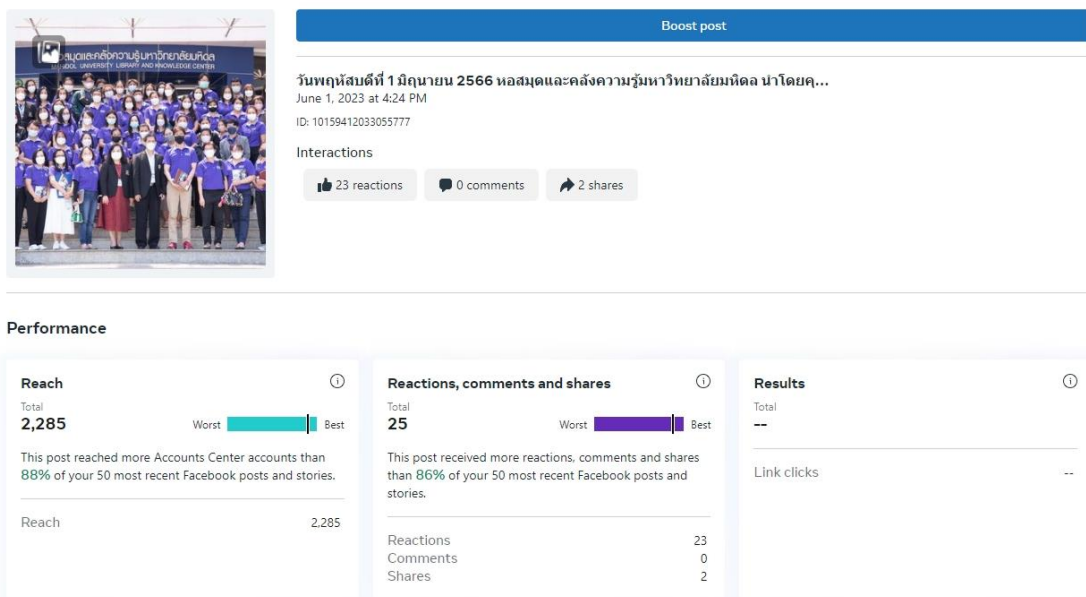 หอสมุดและคลังความรู้มหาวิทยาลัยมหิดล
UNIVERSITY LIBRARY AND KNOWLEDGE CENTER
Boost post
วันพฤหัสบดีที่ 1 มิถุนายน 2566 หอสมุดและคลังความรู้มหาวิทยาลัยมหิดล นำโดยคุ...
June 1, 2023 at 4:24 PM
ID: 10159412033055777
Interactions
23 reactions
0 comments
2 shares
Performance
Reach
Total
2,285
Worst
Best
This post reached more Accounts Center accounts than
88% of your 50 most recent Facebook posts and stories.
Reach 2,285
Reactions, comments and shares
Total
25
Worst
Best
This post received more reactions, comments and shares
than 86% of your 50 most recent Facebook posts and
stories.
Reactions 23
Comments 0
Shares 2
Results
Total
--
Link clicks --